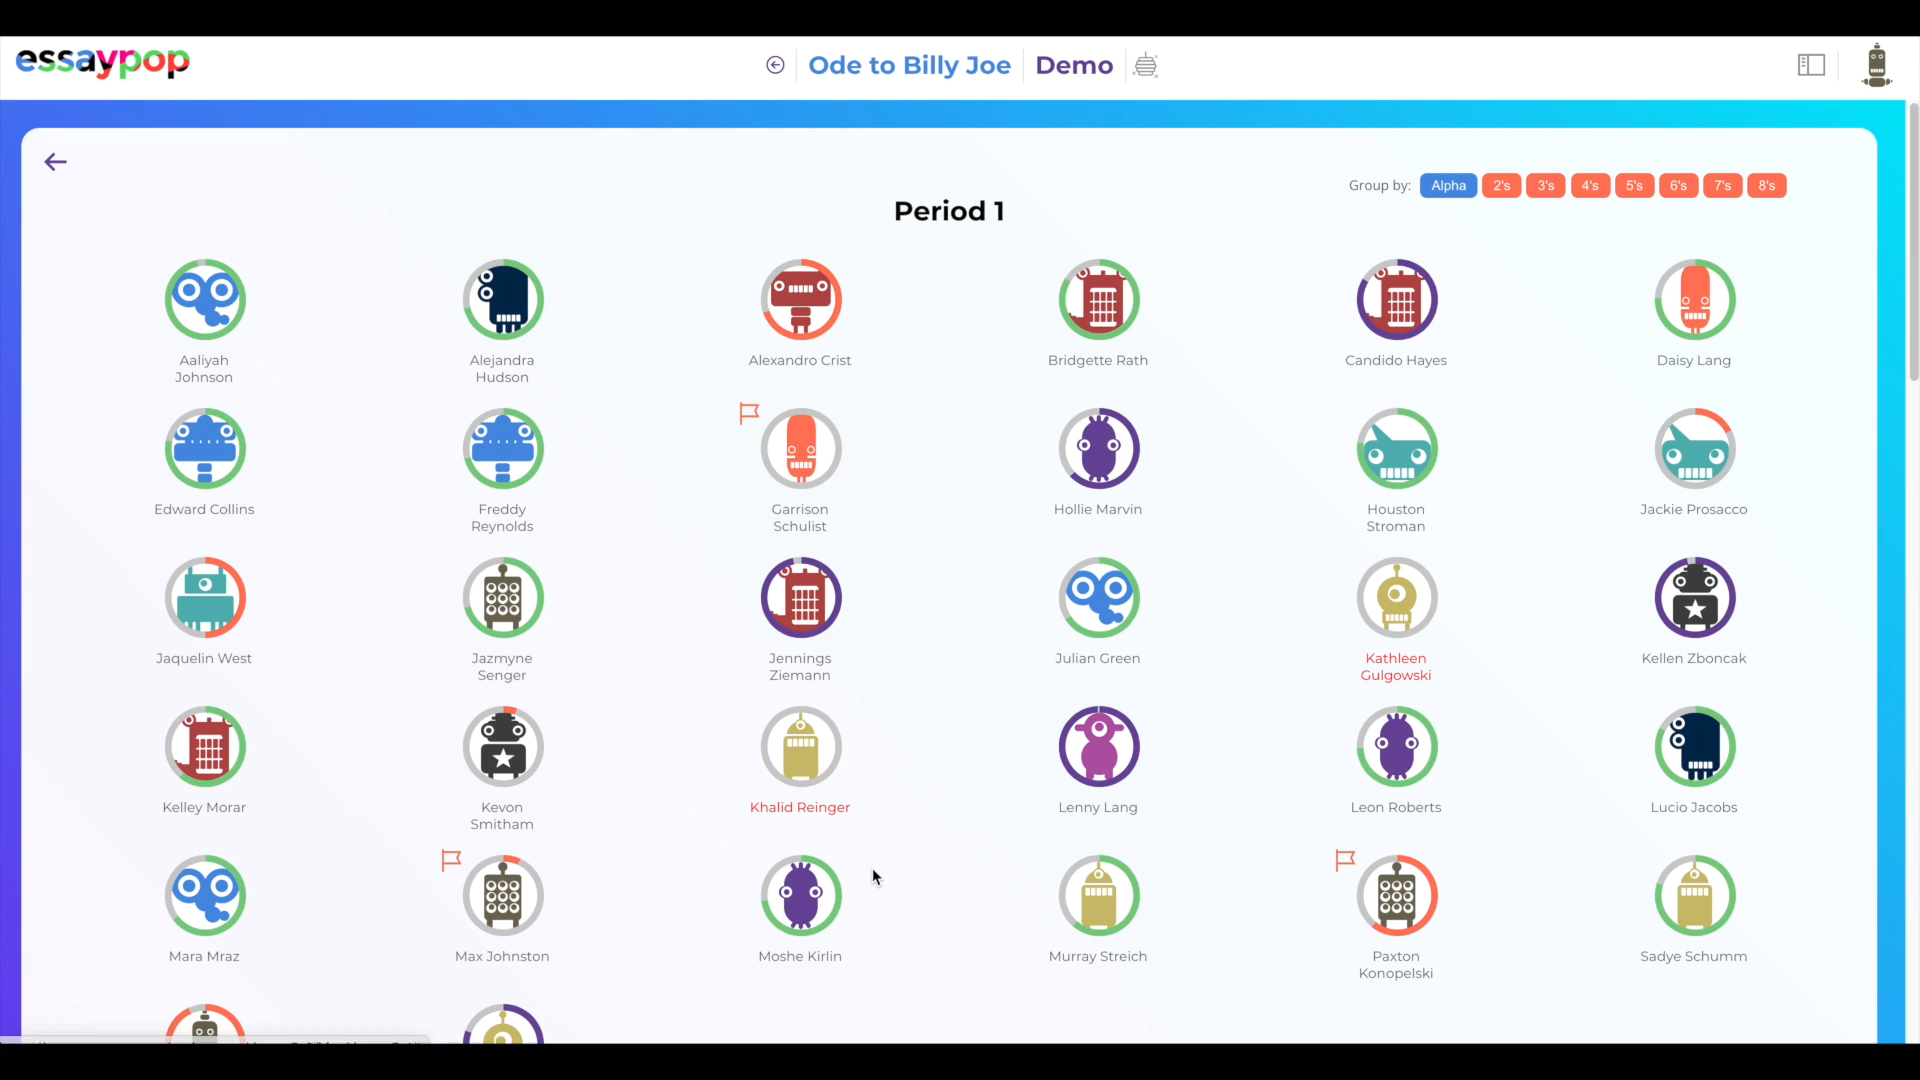 essaypop
Ode to Billy Joe
Demo
Group by:
Alpha
2's
3's
4's
5's
6's
7's
8's
Period 1
Aaliyah
Johnson
Alejandra
Hudson
Alexandro Crist
Bridgette Rath
Candido Hayes
Daisy Lang
Edward Collins
Freddy
Reynolds
Garrison
Schulist
Hollie Marvin
Houston
Stroman
Jackie Prosacco
Jaquelin West
Jazmyne
Senger
Jennings
Ziemann
Julian Green
Kathleen
Gulgowski
Kellen Zboncak
Kelley Morar
Kevon
Smitham
Khalid Reinger
Lenny Lang
Leon Roberts
Lucio Jacobs
Mara Mraz
Max Johnston
Moshe Kirlin
Murray Streich
Paxton
Konopelski
Sadye Schumm